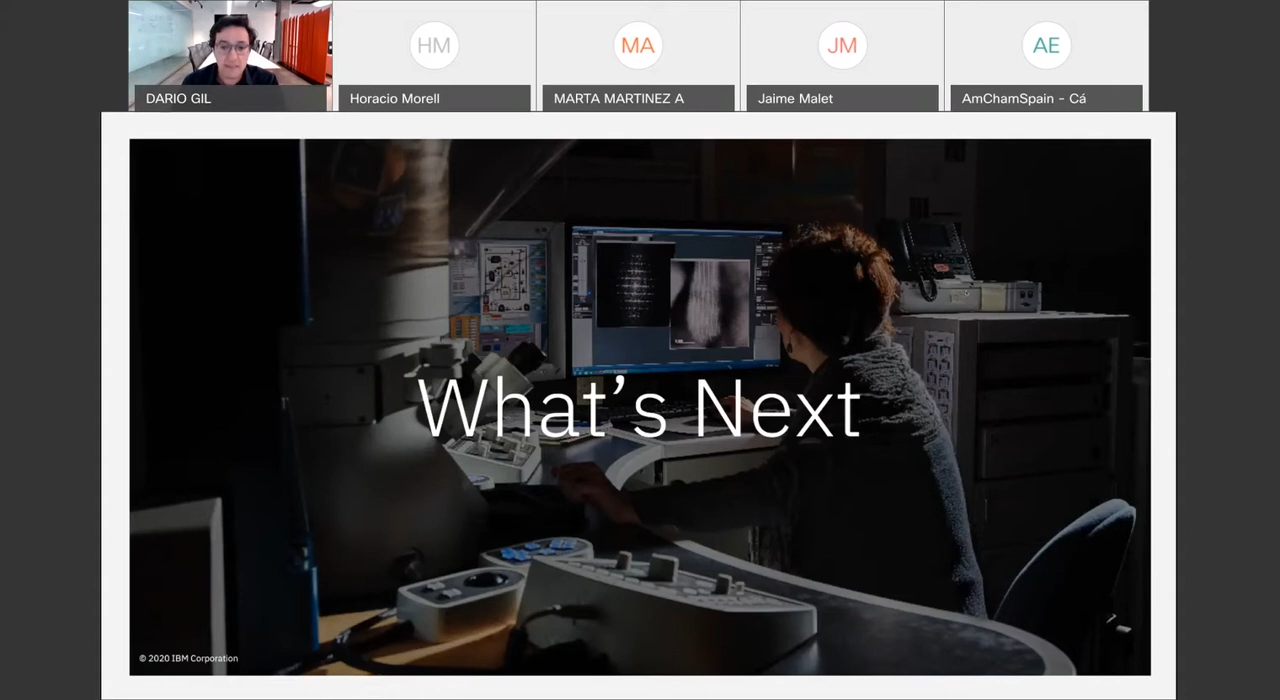 HM
MA
JM
AE
DARIO GIL
Horacio Morell
MARTA MARTINEZ A
Jaime Malet
AmChamSpain - Cá
What's Next
© 2020 IBM Corporation